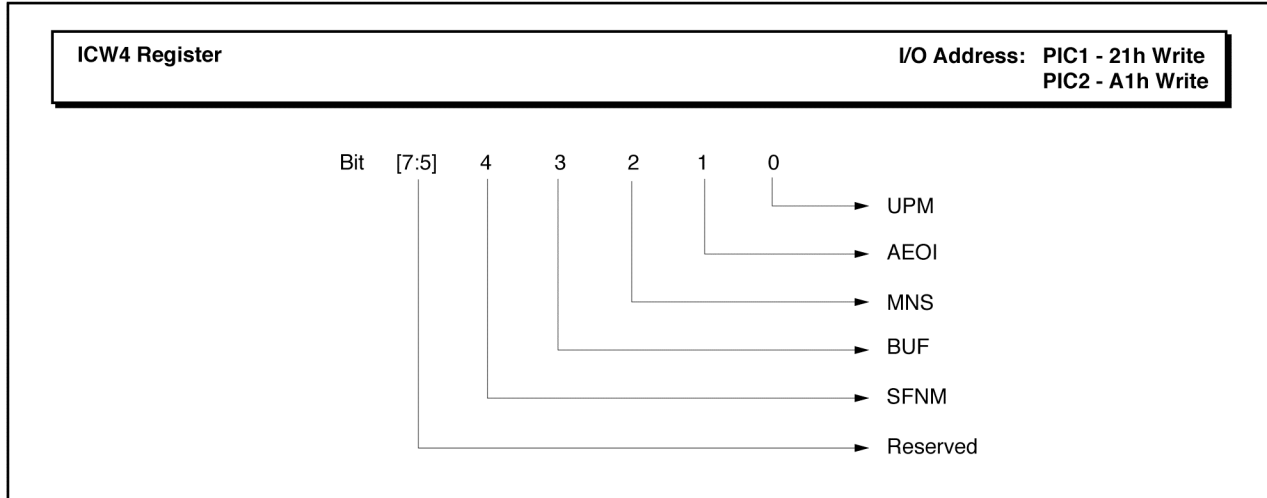 ICW4 Register
I/O Address: PIC1 - 21h Write
PIC2 - A1h Write
Bit [7:5] 4 3 2 1 0
UPM
AEOI
MNS
BUF
SFNM
Reserved